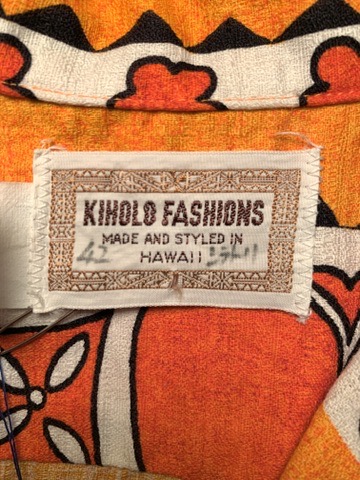 KIHOLO FASHIONS
MADE AND STYLED IN
42 HAWAII